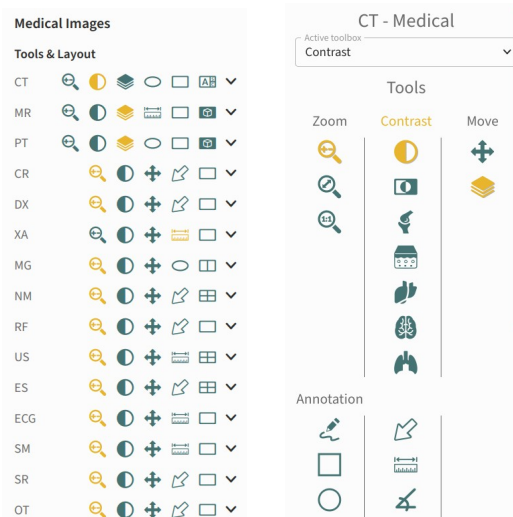 Medical Images
Tools & Layout
CT
MR
PT
CR
DX
XA
MG
NM
RF
US
ES
ECG
SM
SR
OT
CT - Medical
Active toolbox
Contrast
Tools
Zoom Contrast Move
1:1
Annotation